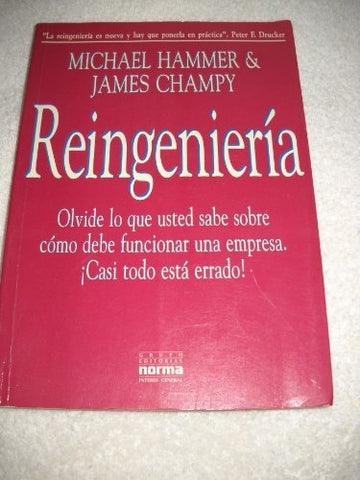 "La reingeniería es nueva y hay que ponerla en práctica". Peter F. Drucker
MICHAEL HAMMER &
JAMES CHAMPY
Reingeniería
Olvide lo que usted sabe sobre
cómo debe funcionar una empresa.
¡Casi todo está errado!
GRUPO
EDITORIAL
norma
INTERES GENERAL